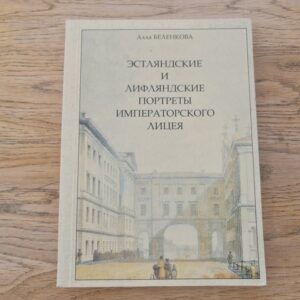 Алла БЕЛЕНКОВА
ЭСТЛЯНДСКИЕ
И
ЛИФЛЯНДСКИЕ
ПОРТРЕТЫ
ИМПЕРАТОРСКОГО
ЛИЦЕЯ